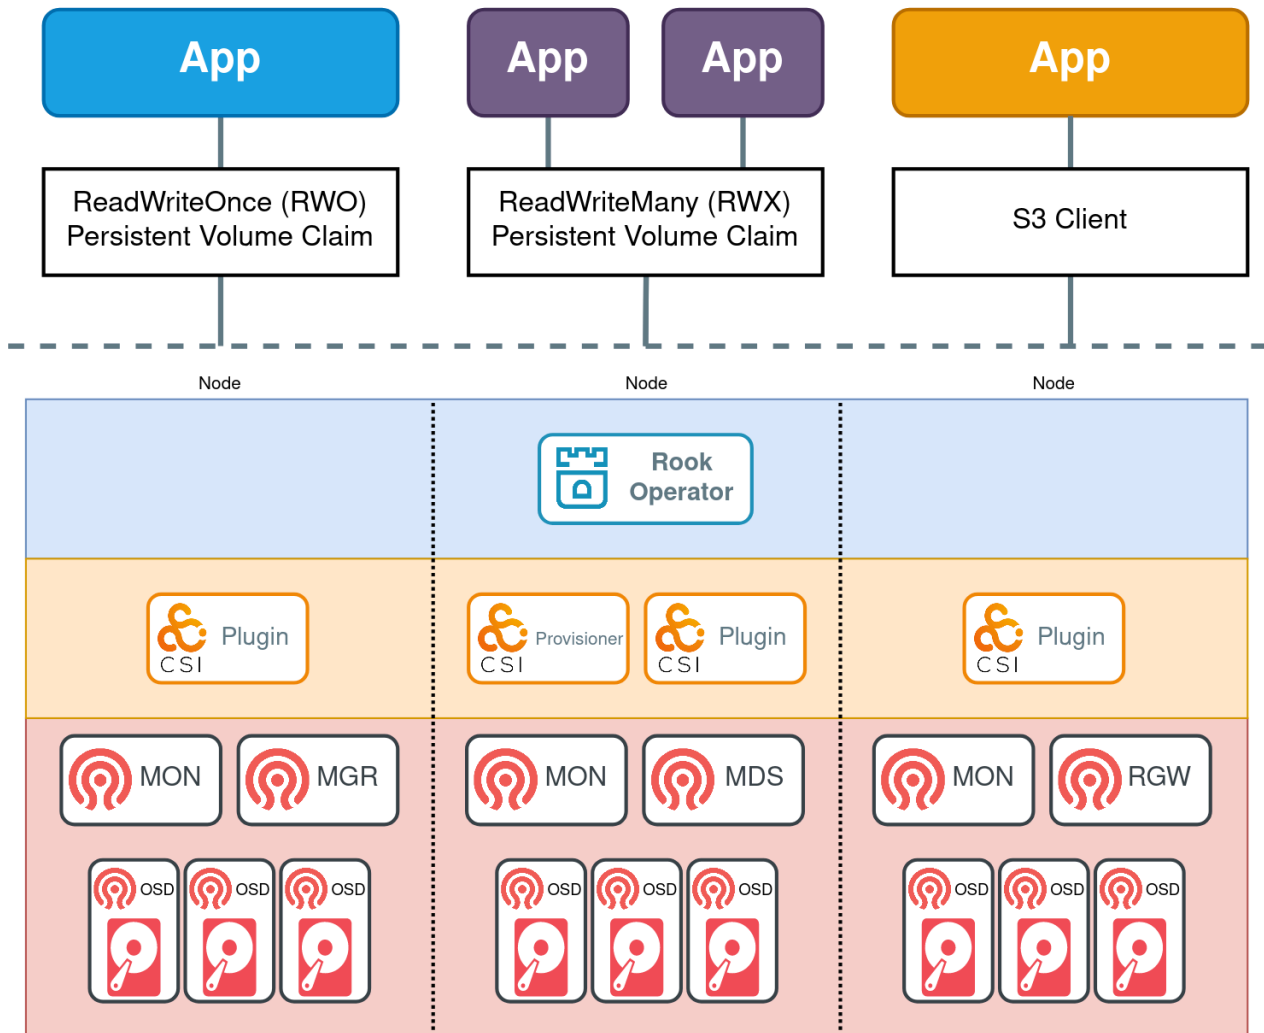 App
App
App
App
ReadWriteOnce (RWO)
Persistent Volume Claim
ReadWriteMany (RWX)
Persistent Volume Claim
S3 Client
Node
Node
Node
Rook
Operator
CSI
Plugin
CSI
Provisioner
CSI
Plugin
CSI
Plugin
MON
MGR
MON
MDS
MON
RGW
OSD
OSD
OSD
OSD
OSD
OSD
OSD
OSD
OSD